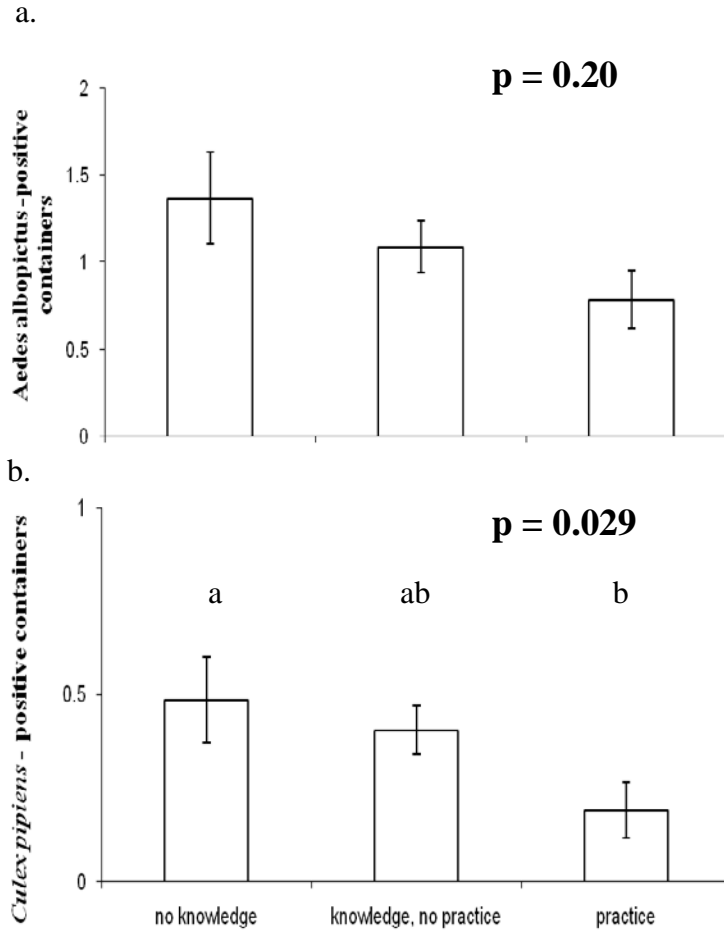 a.
p = 0.20
Aedes albopictus -positive
containers
2
1.5
1
0.5
0
b.
p = 0.029
Culex pipiens - positive containers
1
0.5
0
a ab b
no knowledge knowledge, no practice practice